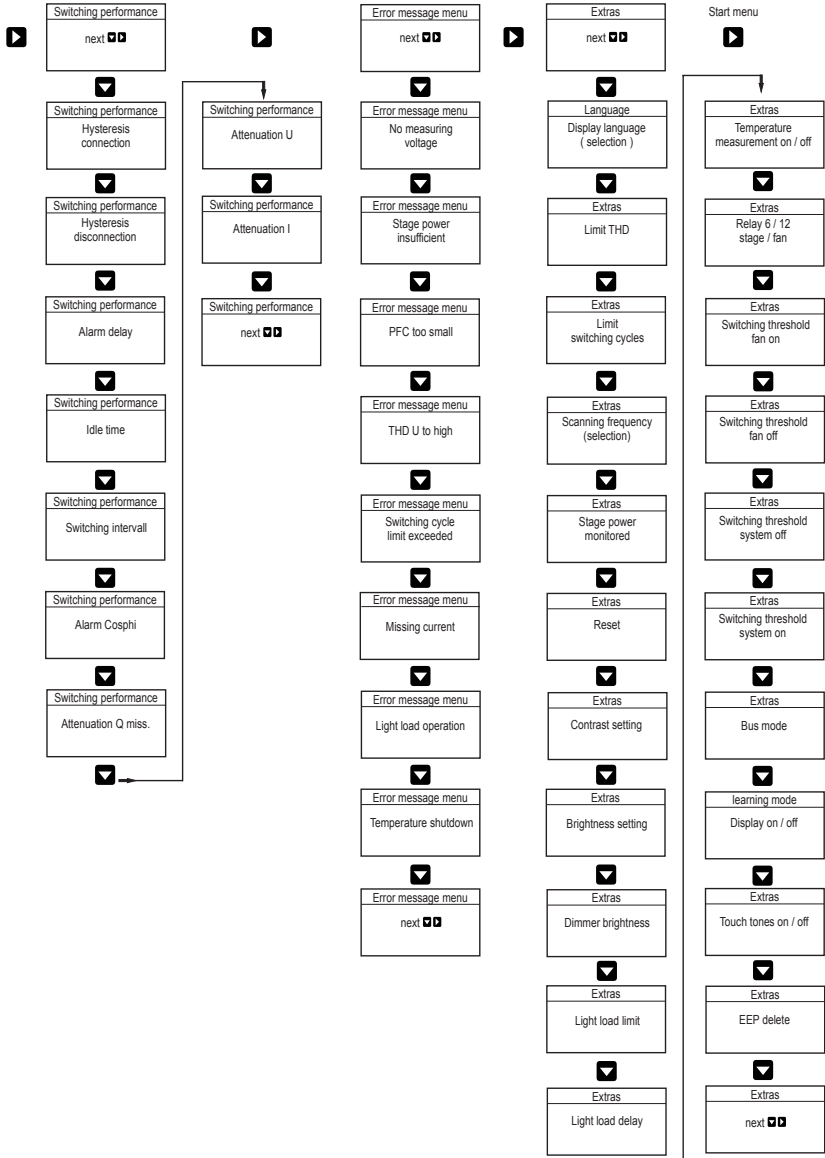 Switching performance
next
Switching performance
Hysteresis
connection
Switching performance
Hysteresis
disconnection
Switching performance
Alarm delay
Switching performance
Idle time
Switching performance
Switching intervall
Switching performance
Alarm Cosphi
Switching performance
Attenuation Q miss.
Switching performance
Attenuation U
Switching performance
Attenuation I
Switching performance
next
Error message menu
next
Error message menu
No measuring
voltage
Error message menu
Stage power
insufficient
Error message menu
PFC too small
Error message menu
THD U to high
Error message menu
Switching cycle
limit exceeded
Error message menu
Missing current
Error message menu
Light load operation
Error message menu
Temperature shutdown
Error message menu
next
Extras
next
Language
Display language
( selection )
Extras
Limit THD
Extras
Limit
switching cycles
Extras
Scanning frequency
(selection)
Extras
Stage power
monitored
Extras
Reset
Extras
Contrast setting
Extras
Brightness setting
Extras
Dimmer brightness
Extras
Light load limit
Extras
Light load delay
Start menu
Extras
Temperature
measurement on / off
Extras
Relay 6 / 12
stage / fan
Extras
Switching threshold
fan on
Extras
Switching threshold
fan off
Extras
Switching threshold
system off
Extras
Switching threshold
system on
Extras
Bus mode
learning mode
Display on / off
Extras
Touch tones on / off
Extras
EEP delete
Extras
next